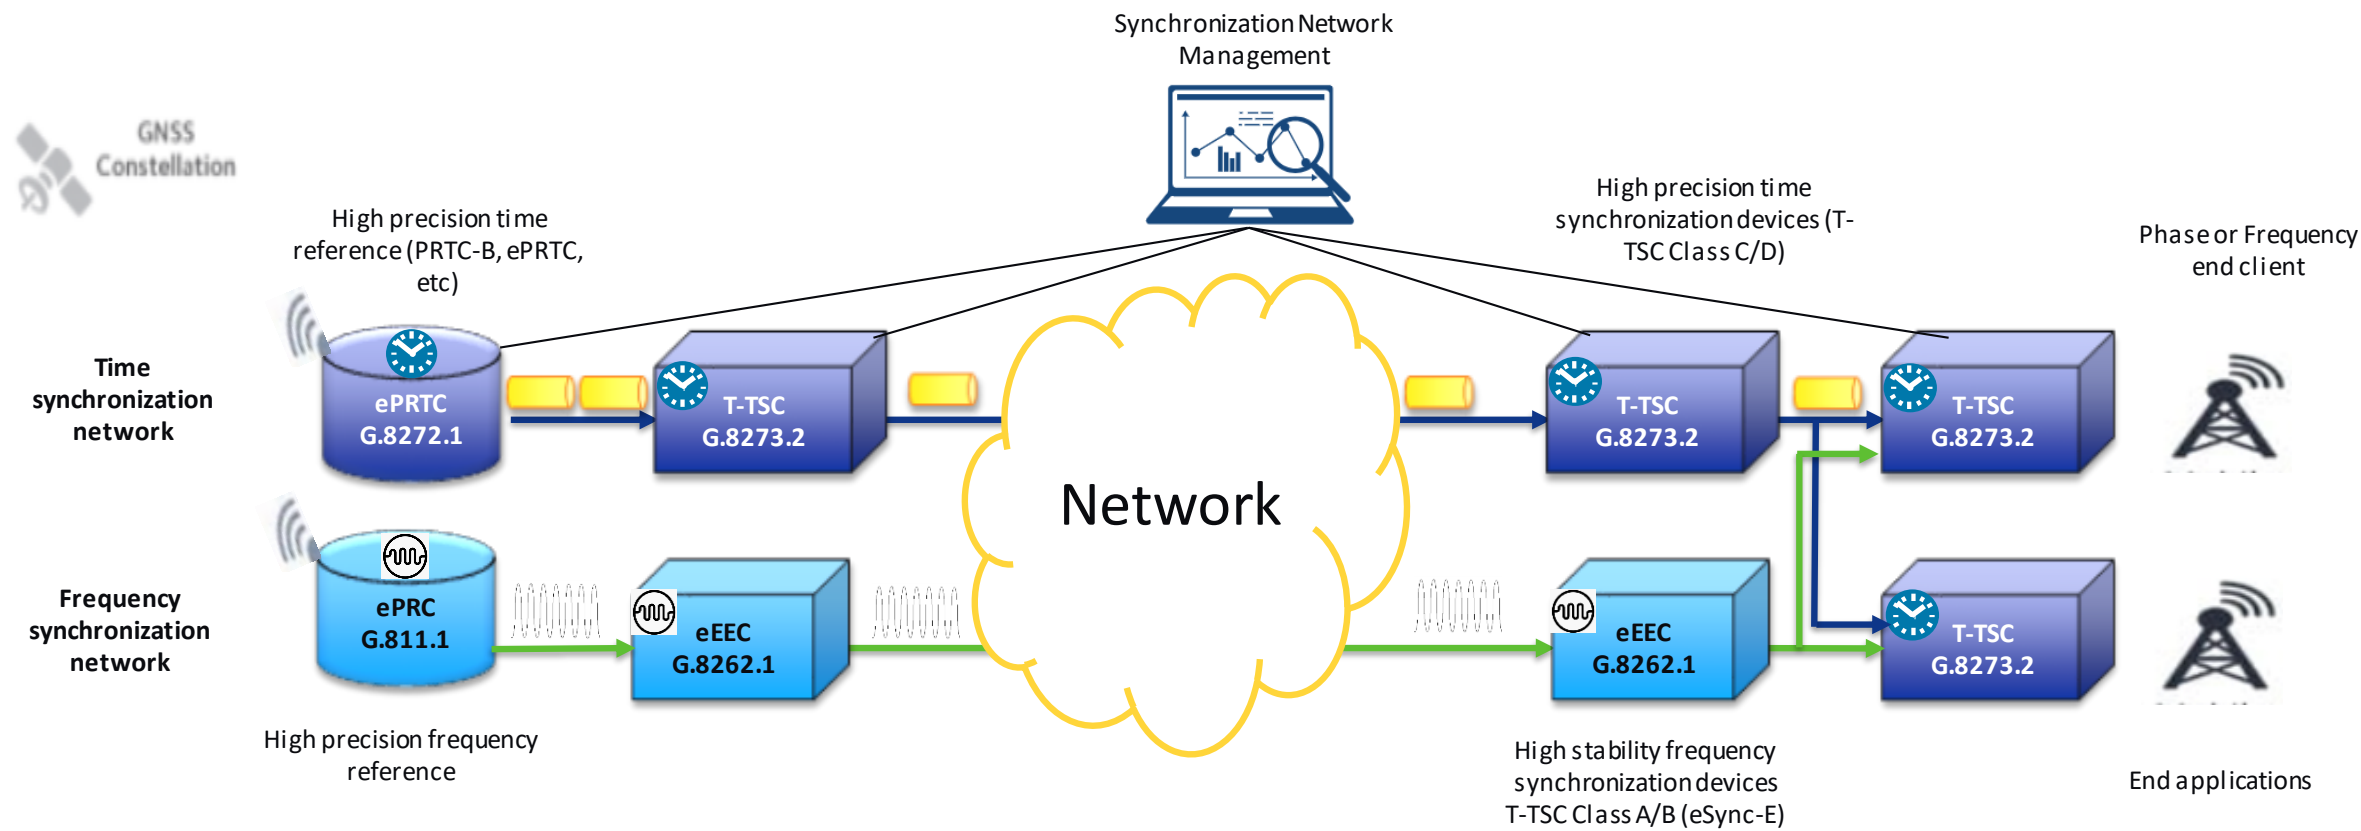 Synchronization Network
Management
GNSS
Constellation
High precision time
reference (PRTC-B, ePRTC,
etc)
High precision time
synchronization devices (T-
TSC Class C/D)
Phase or Frequency
end client
Time
synchronization
network
ePRTC
G.8272.1
T-TSC
G.8273.2
T-TSC
G.8273.2
T-TSC
G.8273.2
Network
Frequency
synchronization
network
ePRC
G.811.1
eEEC
G.8262.1
eEEC
G.8262.1
T-TSC
G.8273.2
High precision frequency
reference
High stability frequency
synchronization devices
T-TSC Class A/B (eSync-E)
End applications